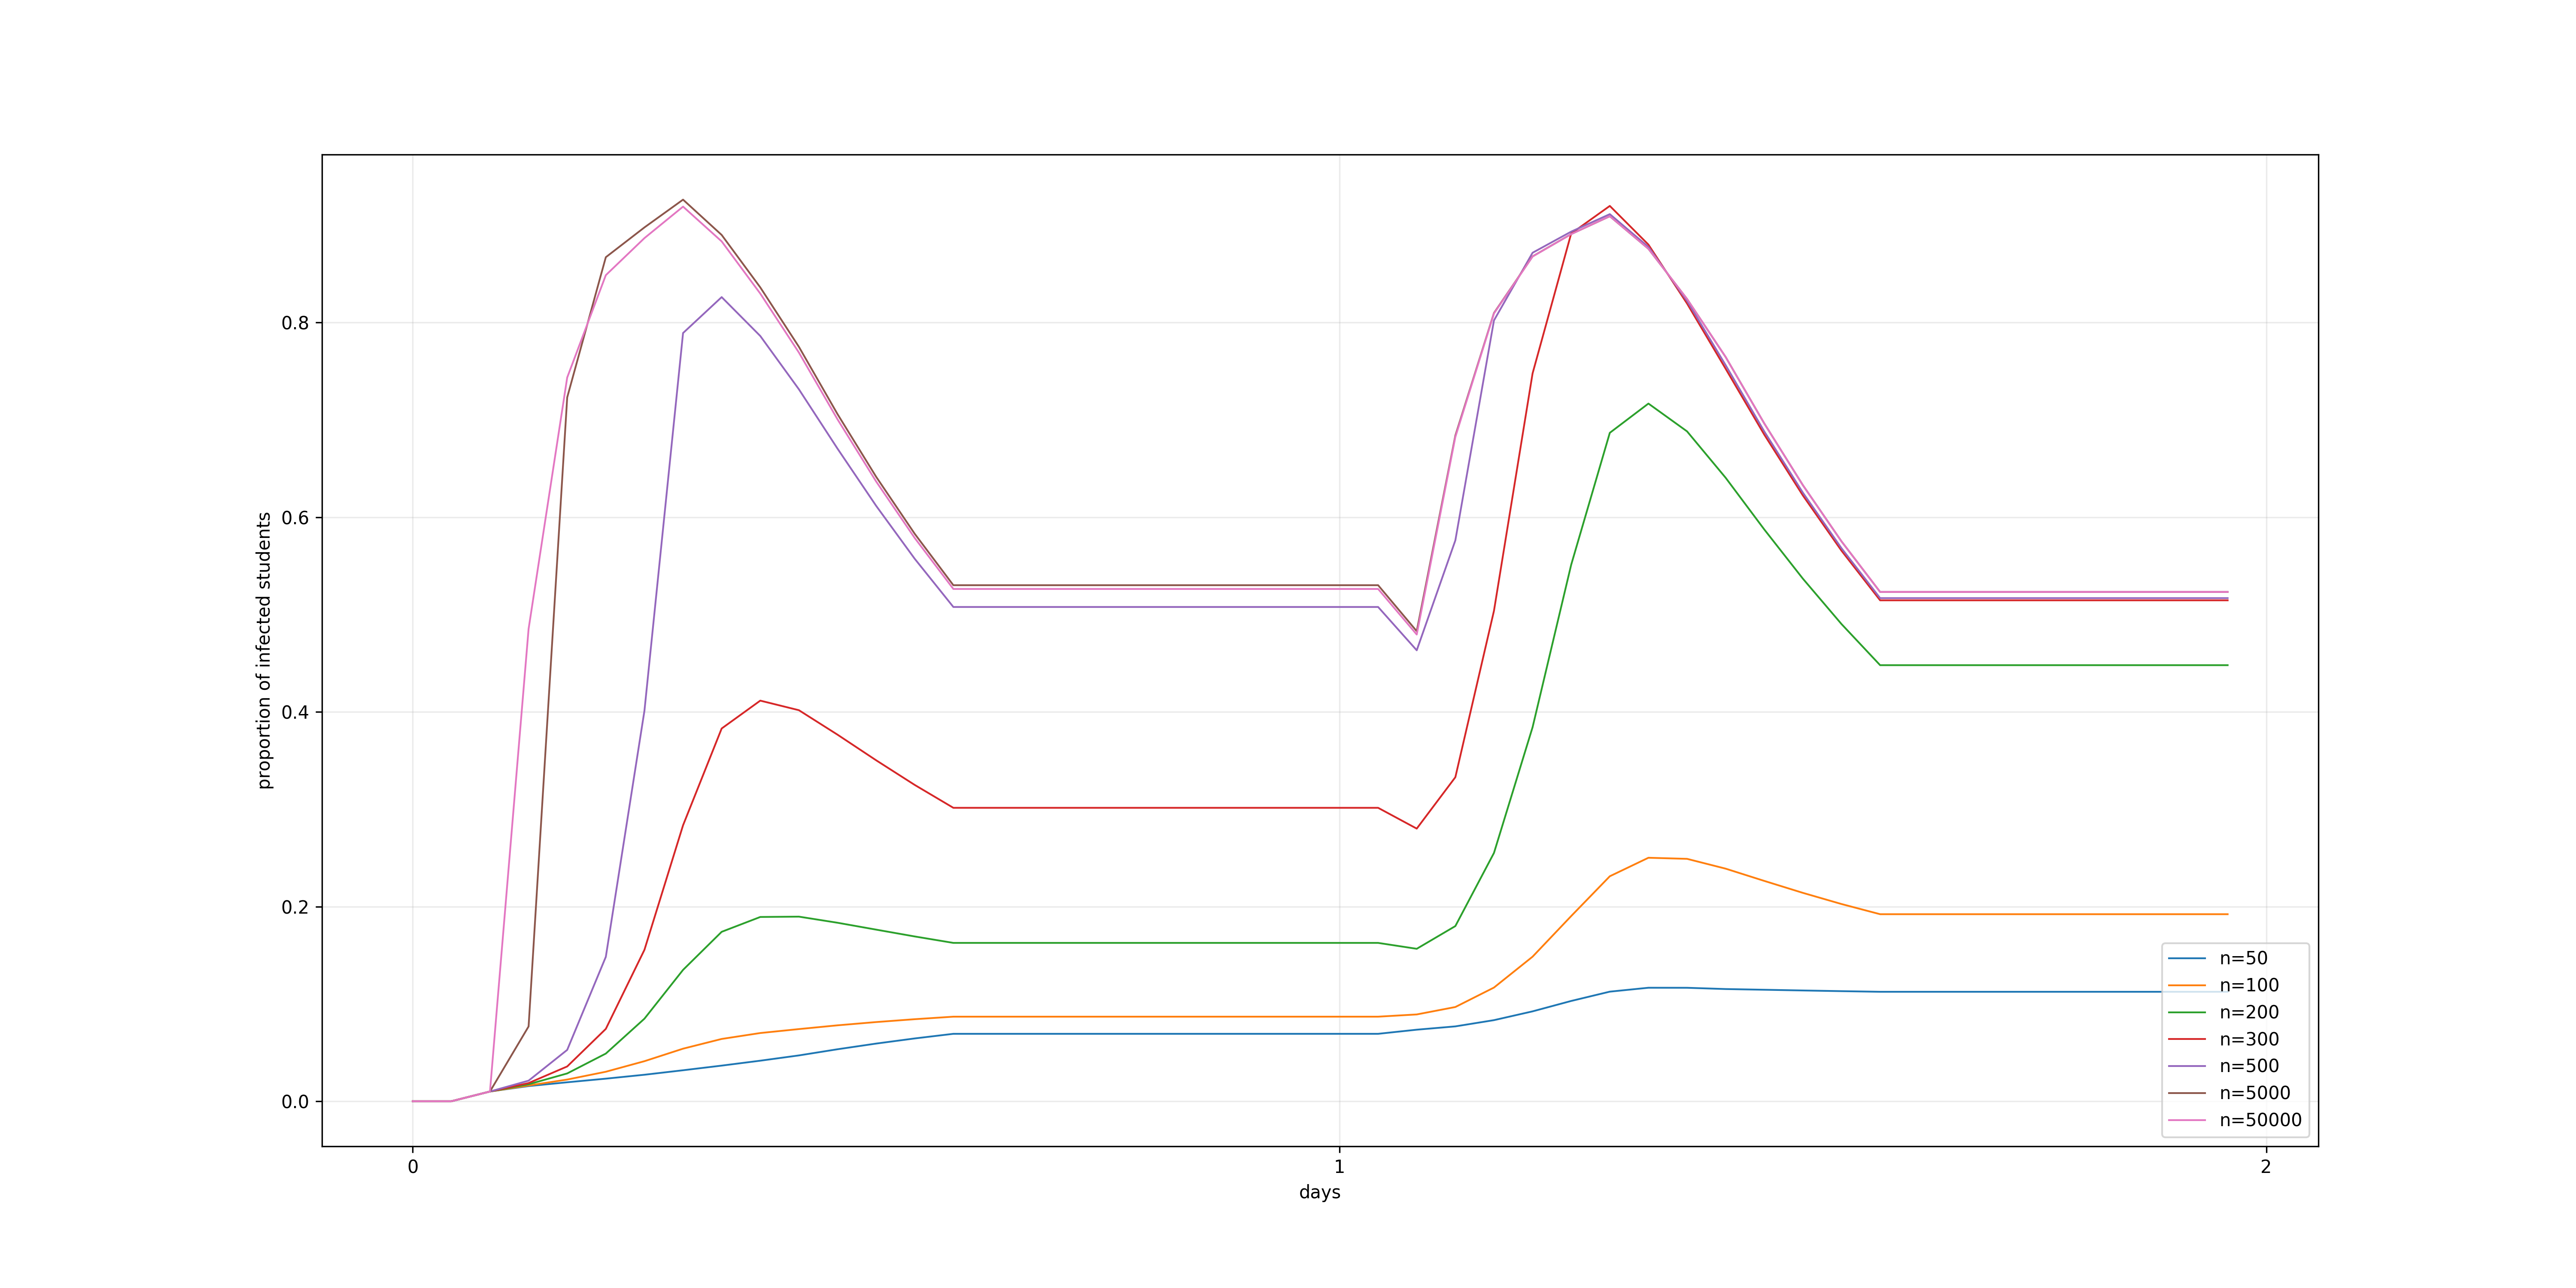 proportion of infected students
0.8
0.6
0.4
0.2
0.0
0
1
2
days
n=50
n=100
n=200
n=300
n=500
n=5000
n=50000